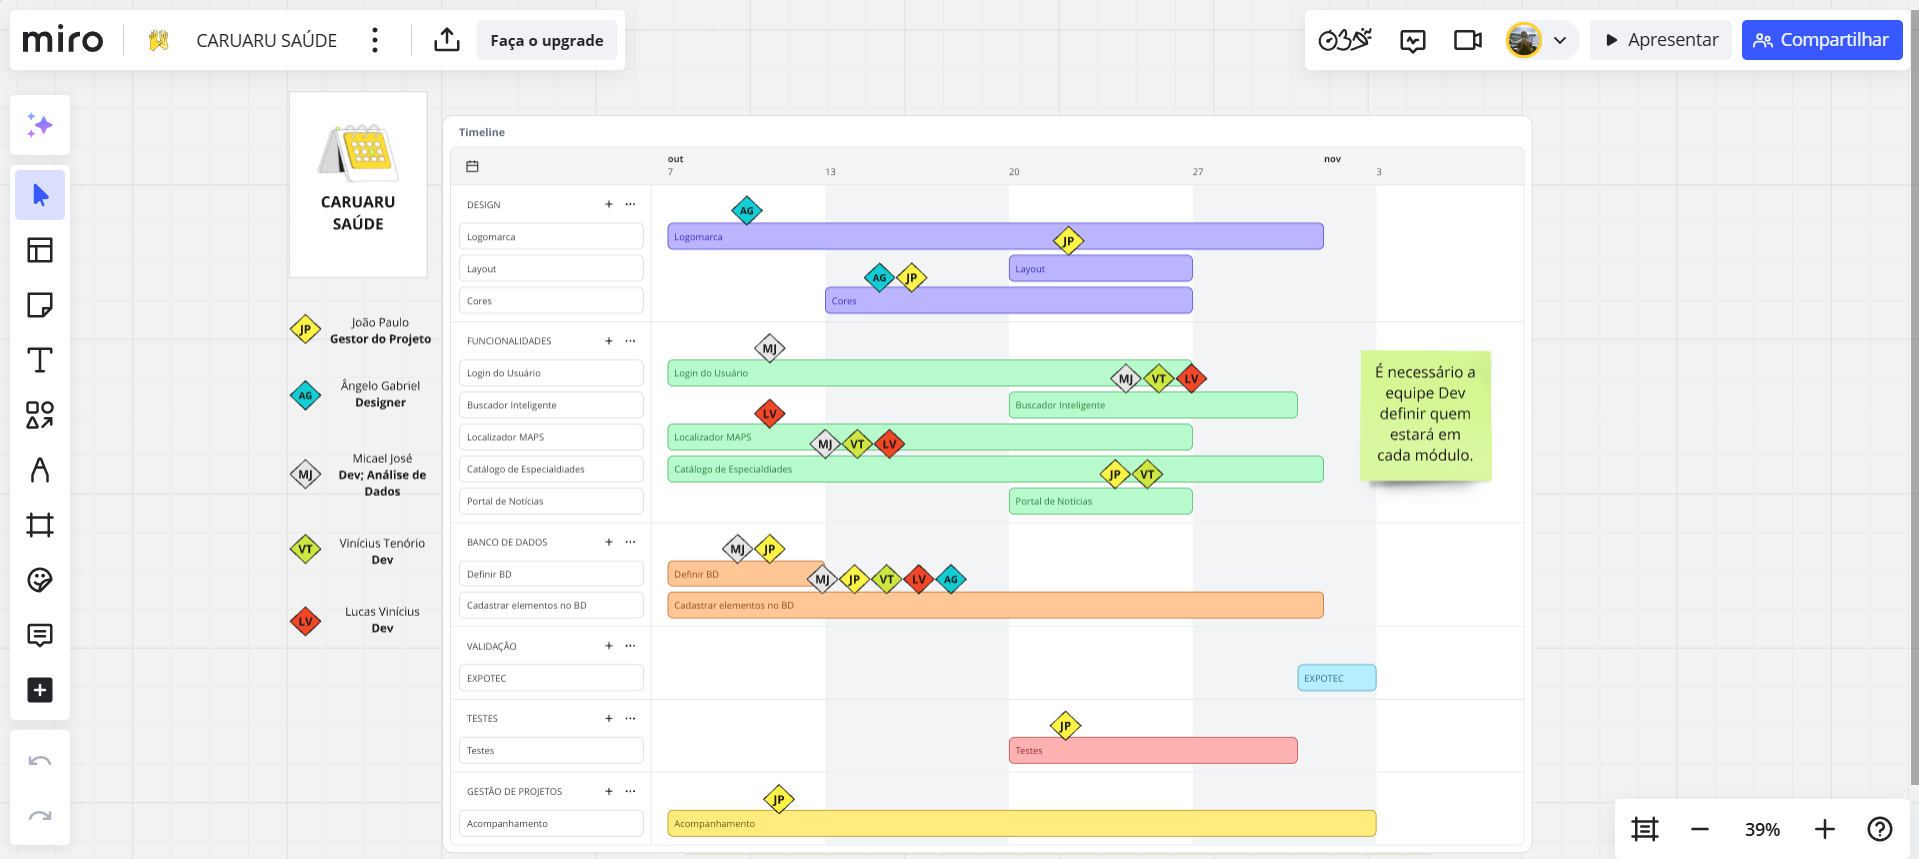 miro
CARUARU SAÚDE
Faça o upgrade
Apresentar
Compartilhar
CARUARU
SAÚDE
JP
João Paulo
Gestor do Projeto
AG
Ângelo Gabriel
Designer
MJ
Micael José
Dev; Análise de
Dados
VT
Vinícius Tenório
Dev
LV
Lucas Vinícius
Dev
Timeline
out
nov
7
13
20
27
3
DESIGN
AG
Logomarca
Logomarca
JP
Layout
Layout
AG
JP
Cores
Cores
FUNCIONALIDADES
MJ
Login do Usuário
Login do Usuário
MJ
VT
LV
Buscador Inteligente
Buscador Inteligente
LV
Localizador MAPS
Localizador MAPS
MJ
VT
LV
Catálogo de Especialdiades
Catálogo de Especialdiades
JP
VT
Portal de Notícias
Portal de Notícias
É necessário a
equipe Dev
definir quem
estará em
cada módulo.
BANCO DE DADOS
MJ
JP
Definir BD
Definir BD
MJ
JP
VT
LV
AG
Cadastrar elementos no BD
Cadastrar elementos no BD
VALIDAÇÃO
EXPOTEC
EXPOTEC
TESTES
JP
Testes
Testes
GESTÃO DE PROJETOS
JP
Acompanhamento
Acompanhamento
39%